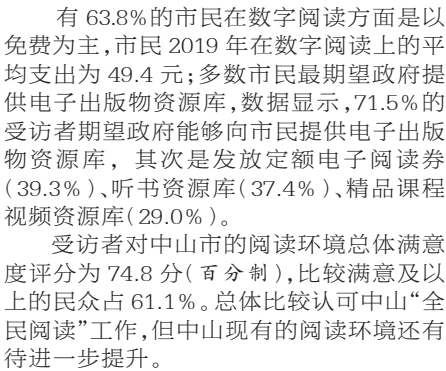 有 63.8%的市民在数字阅读方面是以
免费为主，市民 2019 年在数字阅读上的平
均支出为 49.4 元；多数市民最期望政府提
供电子出版物资源库，数据显示，71.5%的
受访者期望政府能够向市民提供电子出版
物资源库，其次是发放定额电子阅读券
（39.3%）、听书资源库（37.4%）、精品课程
视频资源库（29.0%）。
受访者对中山市的阅读环境总体满意
度评分为 74.8 分（百分制），比较满意及以
上的民众占 61.1%。总体比较认可中山“全
民阅读”工作，但中山现有的阅读环境还有
待进一步提升。